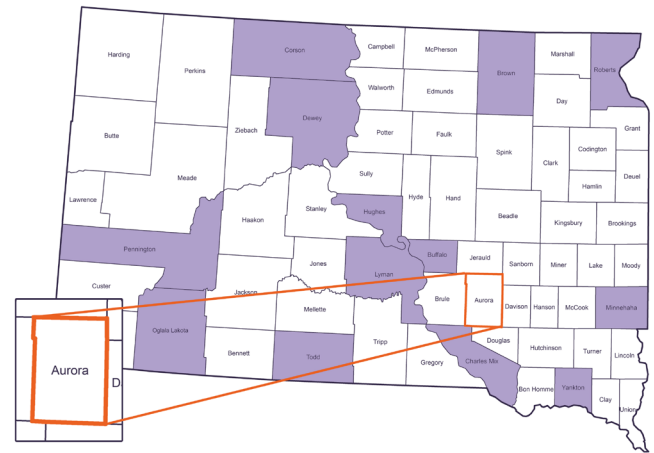 Harding
Perkins
Corson
Campbell
McPherson
Brown
Marshall
Roberts
Walworth
Edmunds
Day
Dewey
Ziebach
Butte
Potter
Faulk
Grant
Meade
Spink
Clark
Codington
Deuel
Sully
Hamlin
Lawrence
Haakon
Stanley
Hughes
Hyde
Hand
Beadle
Kingsbury
Brookings
Pennington
Buffalo
Jerauld
Sanborn
Miner
Lake
Moody
Jones
Lyman
Custer
Jackson
Brule
Aurora
Davison
Hanson
McCook
Minnehaha
Mellette
Oglala Lakota
Tripp
Douglas
Hutchinson
Turner
Lincoln
Bennett
Todd
Gregory
Charles Mix
Bon Homme
Yankton
Clay
Union
Aurora
D